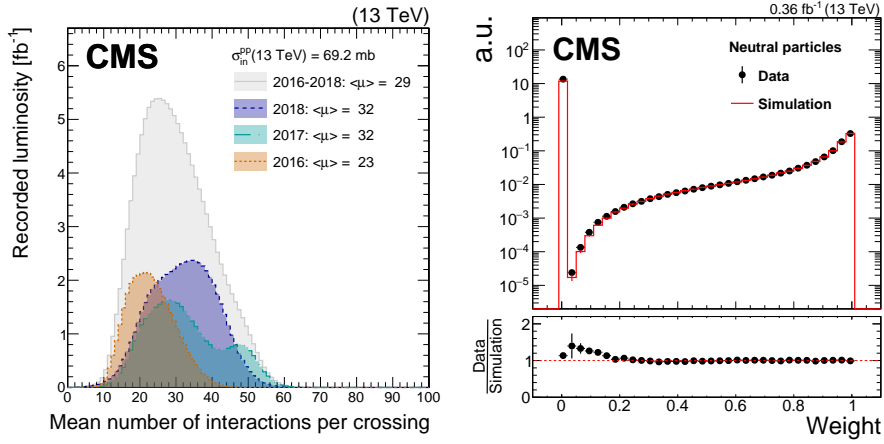 (13 TeV)
CMS
σ_in^pp(13 TeV) = 69.2 mb
2016-2018: <μ> = 29
2018: <μ> = 32
2017: <μ> = 32
2016: <μ> = 23
Recorded luminosity [fb⁻¹]
6
5
4
3
2
1
0
0 10 20 30 40 50 60 70 80 90 100
Mean number of interactions per crossing
0.36 fb⁻¹ (13 TeV)
CMS
Neutral particles
Data
Simulation
a.u.
10²
10
1
10⁻¹
10⁻²
10⁻³
10⁻⁴
10⁻⁵
Data
Simulation
2
1
0
0 0.2 0.4 0.6 0.8 1
Weight